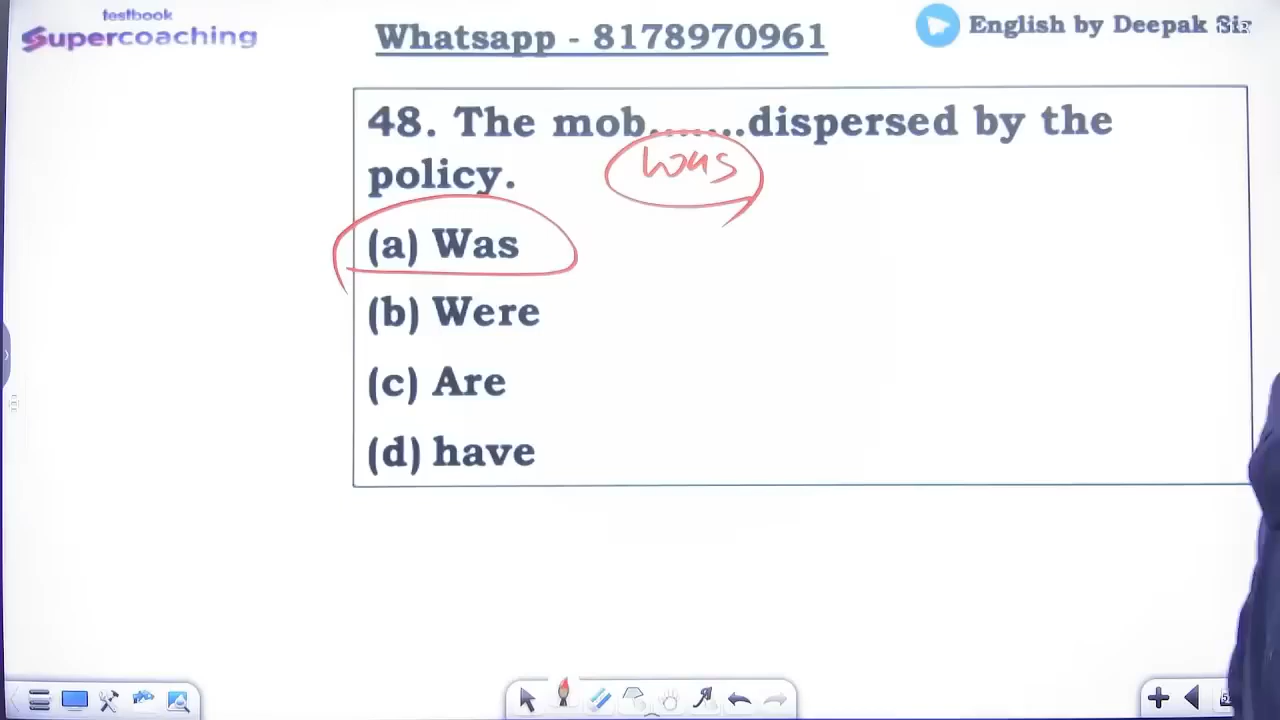 testbook
Supercoaching
Whatsapp - 8178970961
English by Deepak Sir
48. The mob.......dispersed by the
policy.
was
(a) Was
(b) Were
(c) Are
(d) have